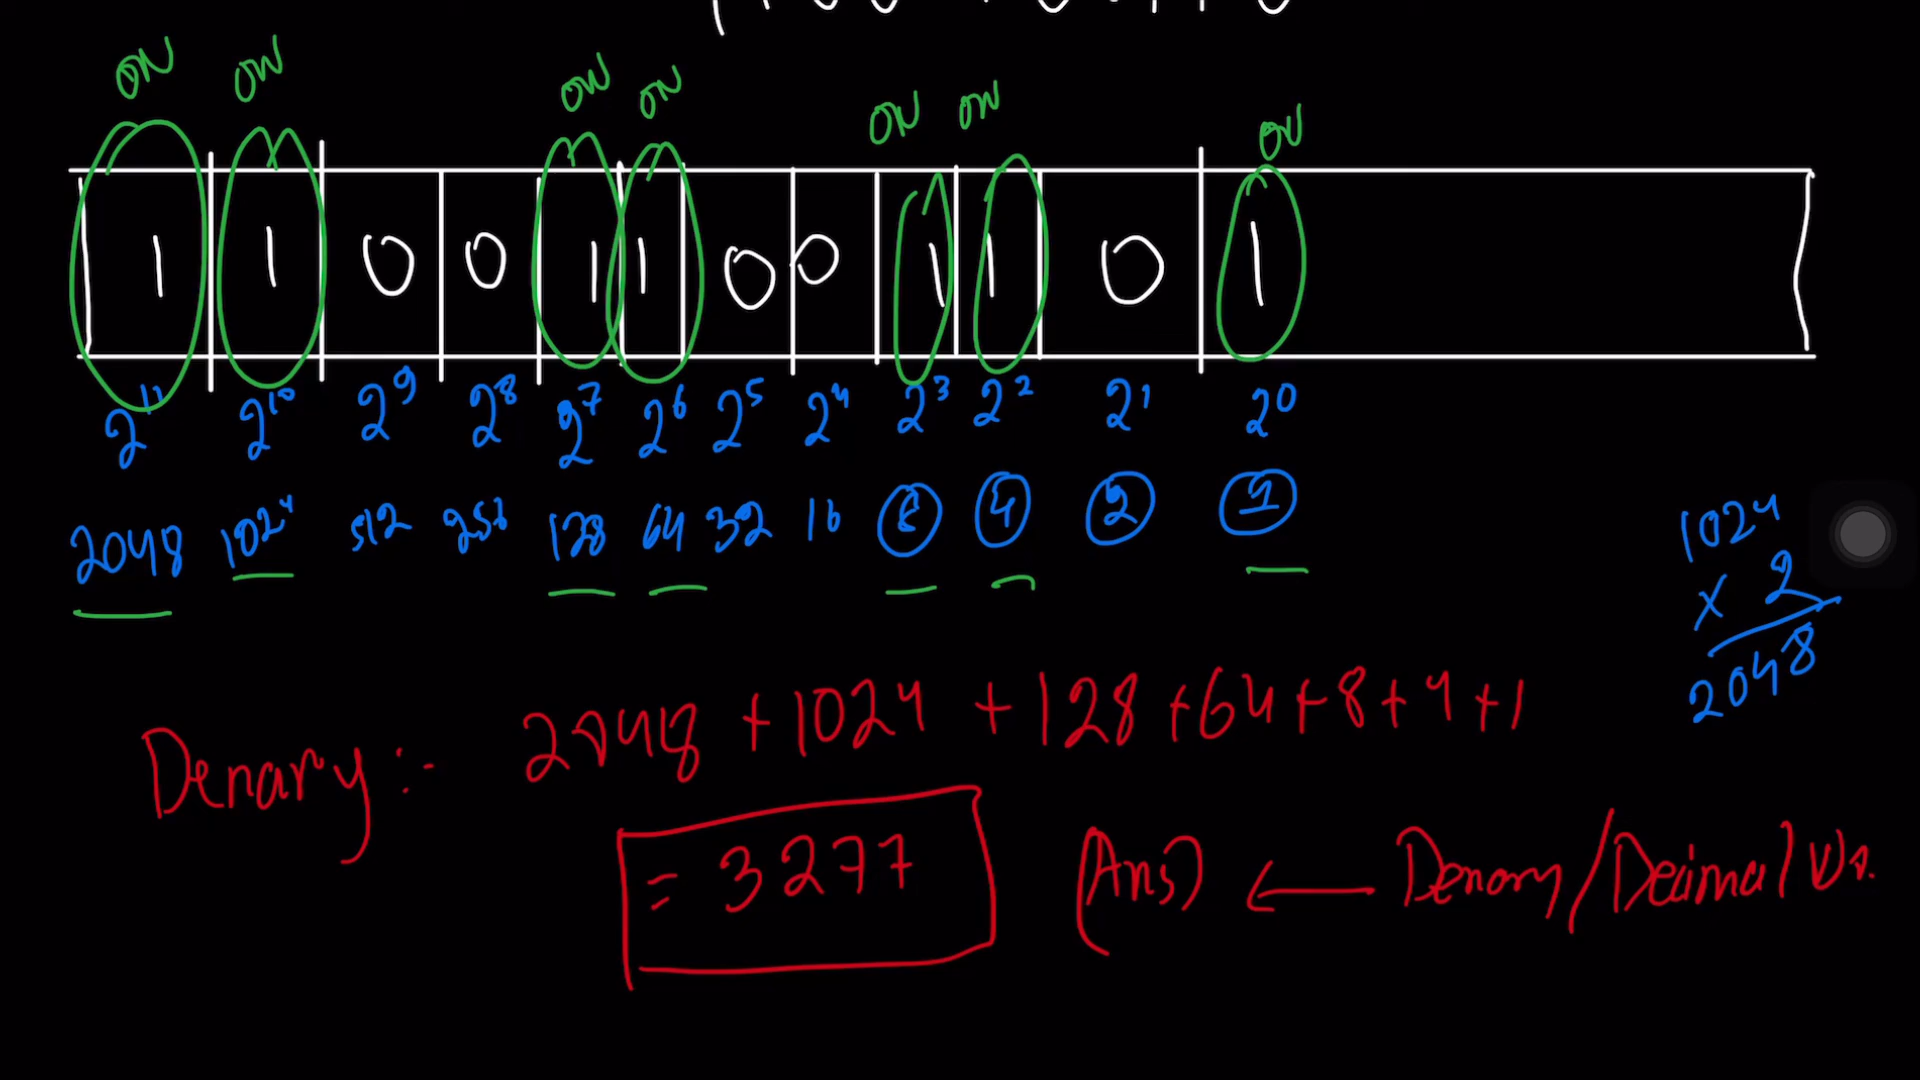 ON ON ON ON ON ON ON
1 1 0 0 1 1 0 0 1 1 0 1
2¹¹ 2¹⁰ 2⁹ 2⁸ 2⁷ 2⁶ 2⁵ 2⁴ 2³ 2² 2¹ 2⁰
2048 1024 512 256 128 64 32 16 8 4 2 1
1024
× 2
2048
Denary :- 2048 + 1024 + 128 + 64 + 8 + 4 + 1
= 3277 (Ans) ← Denary/Decimal